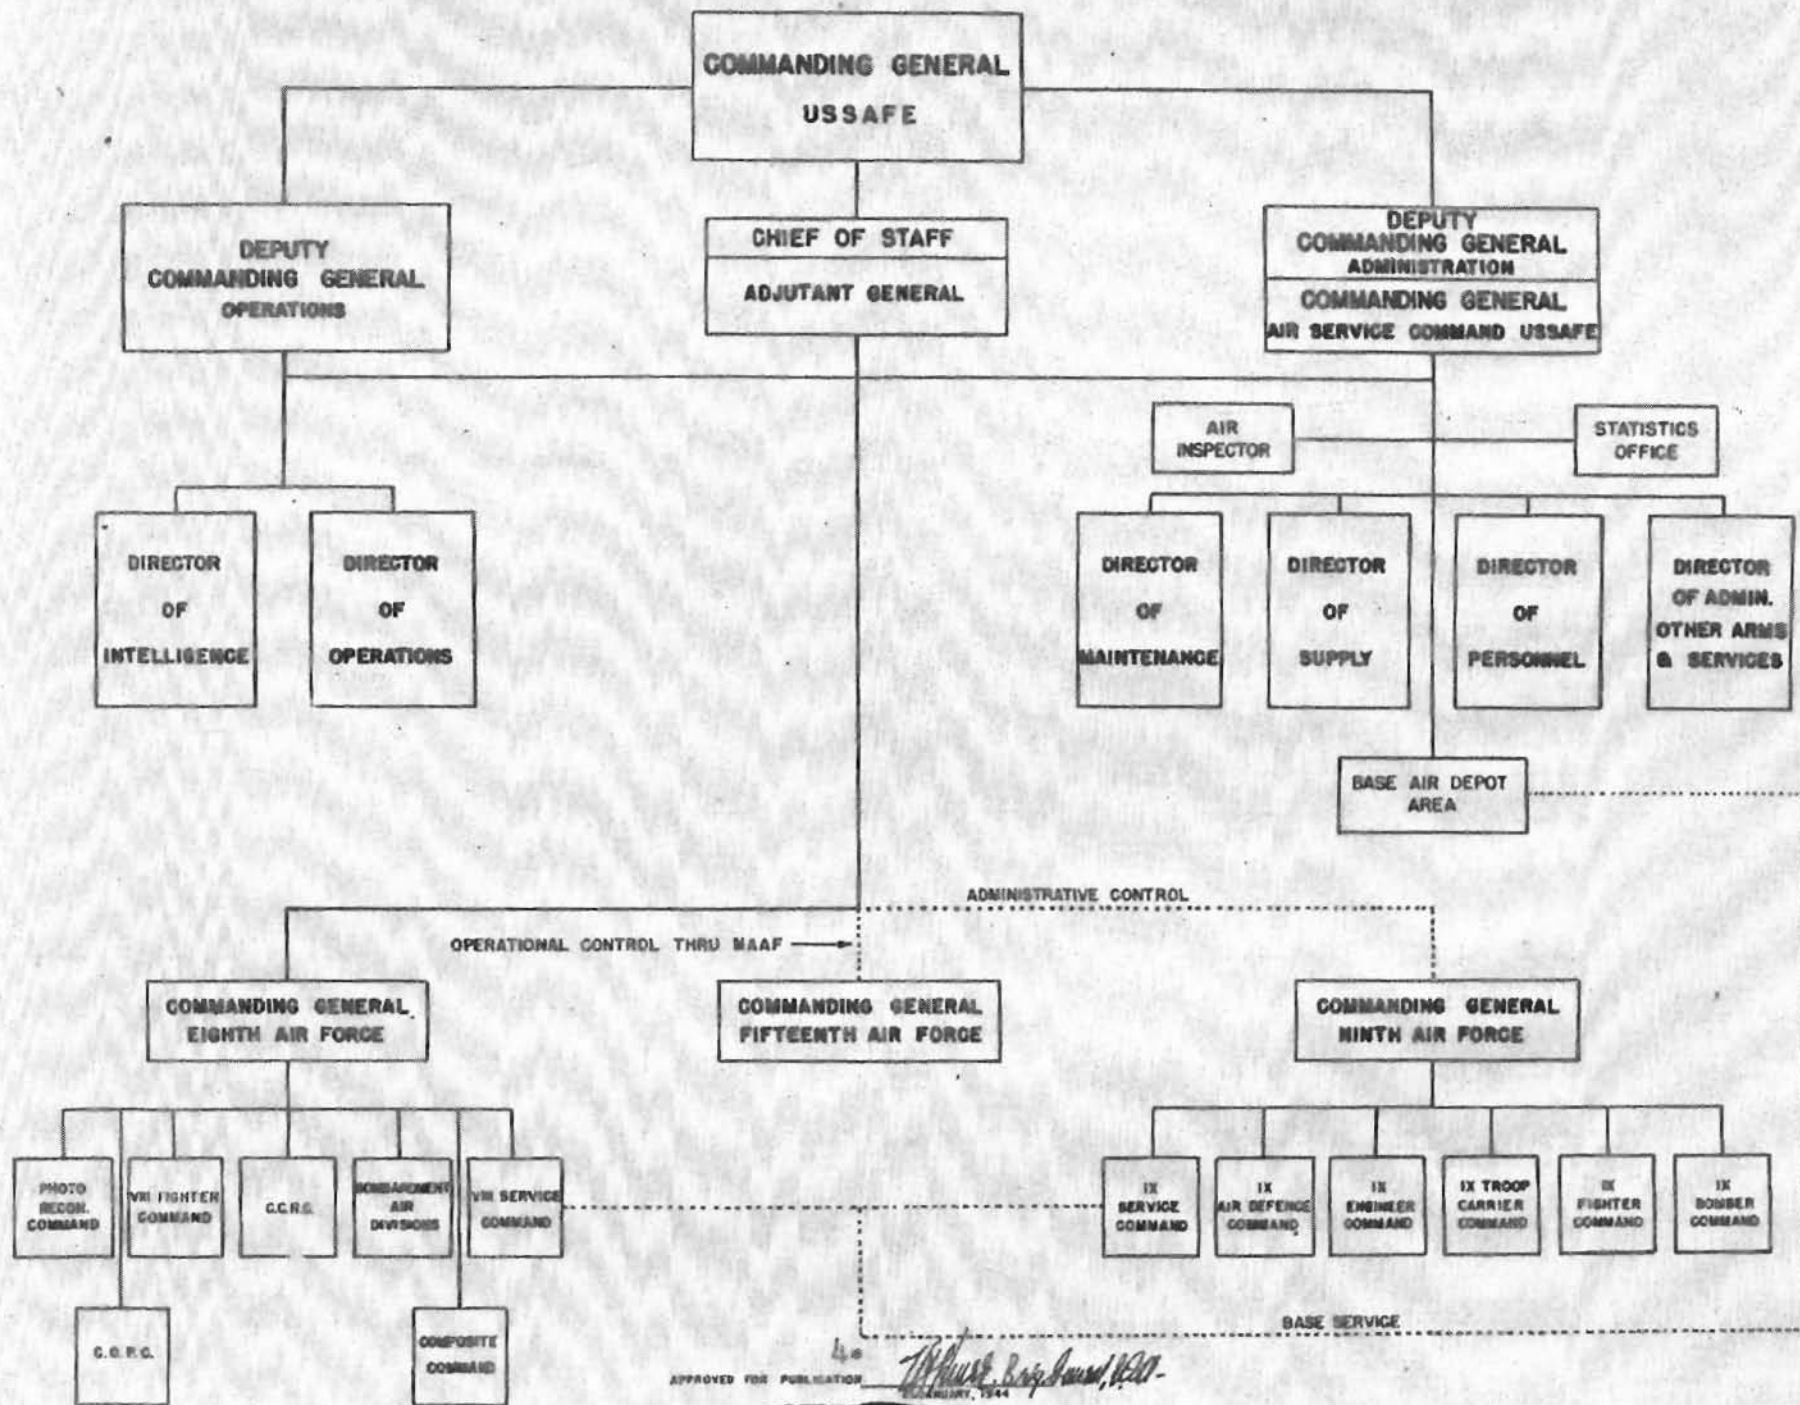 COMMANDING GENERAL
USSAFE
DEPUTY
COMMANDING GENERAL
OPERATIONS
CHIEF OF STAFF
ADJUTANT GENERAL
DEPUTY
COMMANDING GENERAL
ADMINISTRATION
COMMANDING GENERAL
AIR SERVICE COMMAND USSAFE
AIR
INSPECTOR
STATISTICS
OFFICE
DIRECTOR
OF
INTELLIGENCE
DIRECTOR
OF
OPERATIONS
DIRECTOR
OF
MAINTENANCE
DIRECTOR
OF
SUPPLY
DIRECTOR
OF
PERSONNEL
DIRECTOR
OF ADMIN.
OTHER ARMS
& SERVICES
BASE AIR DEPOT
AREA
ADMINISTRATIVE CONTROL
OPERATIONAL CONTROL THRU MAAF
COMMANDING GENERAL
EIGHTH AIR FORCE
COMMANDING GENERAL
FIFTEENTH AIR FORCE
COMMANDING GENERAL
NINTH AIR FORCE
PHOTO
RECON.
COMMAND
VIII FIGHTER
COMMAND
C.C.R.C.
BOMBARDMENT
AIR
DIVISIONS
VIII SERVICE
COMMAND
IX
SERVICE
COMMAND
IX
AIR DEFENCE
COMMAND
IX
ENGINEER
COMMAND
IX TROOP
CARRIER
COMMAND
IX
FIGHTER
COMMAND
IX
BOMBER
COMMAND
COMPOSITE
COMMAND
BASE SERVICE
APPROVED FOR PUBLICATION
JANUARY, 1944